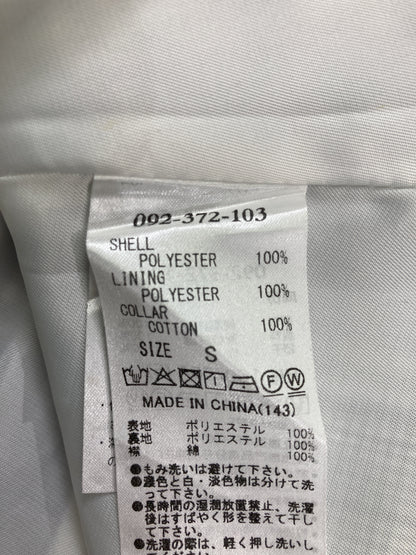 092-372-103
SHELL
POLYESTER 100%
LINING
POLYESTER 100%
COLLAR
COTTON 100%
SIZE S
F W
MADE IN CHINA(143)
表地 ポリエステル 100%
裏地 ポリエステル 100%
襟 綿 100%
●もみ洗いは避けて下さい。
●濃色と白・淡色物は分けて洗
って下さい。
●長時間の湿潤放置禁止、洗濯
後はすばやく形を整えて干し
て下さい。
●洗濯の際は、軽く押し洗いし